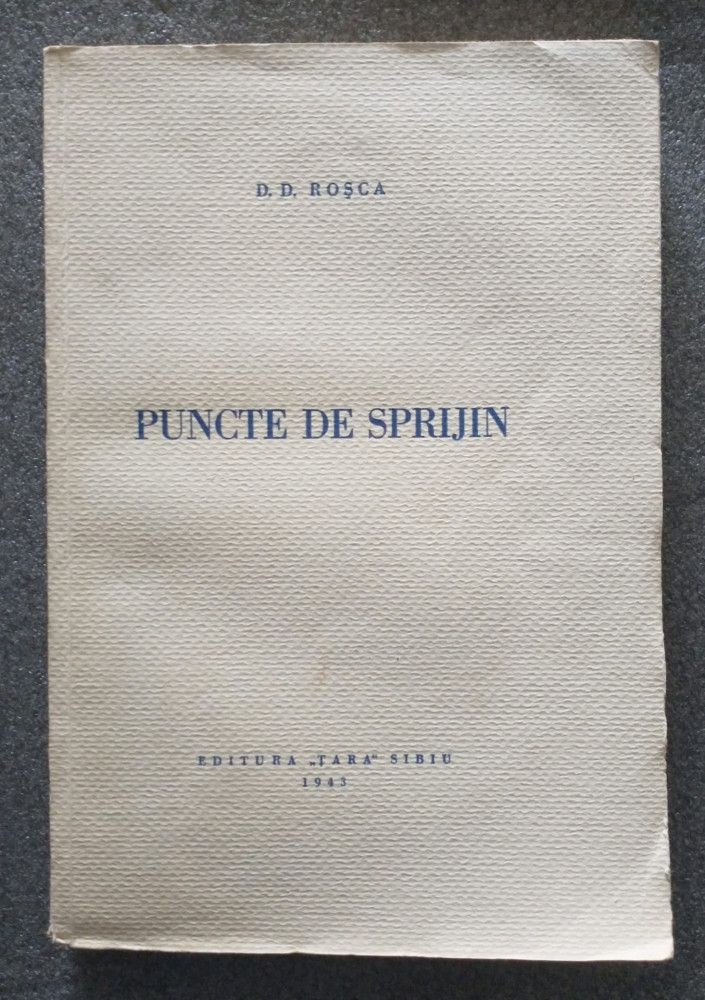 D. D. ROŞCA
PUNCTE DE SPRIJIN
EDITURA „ŢARA“ SIBIU
1943